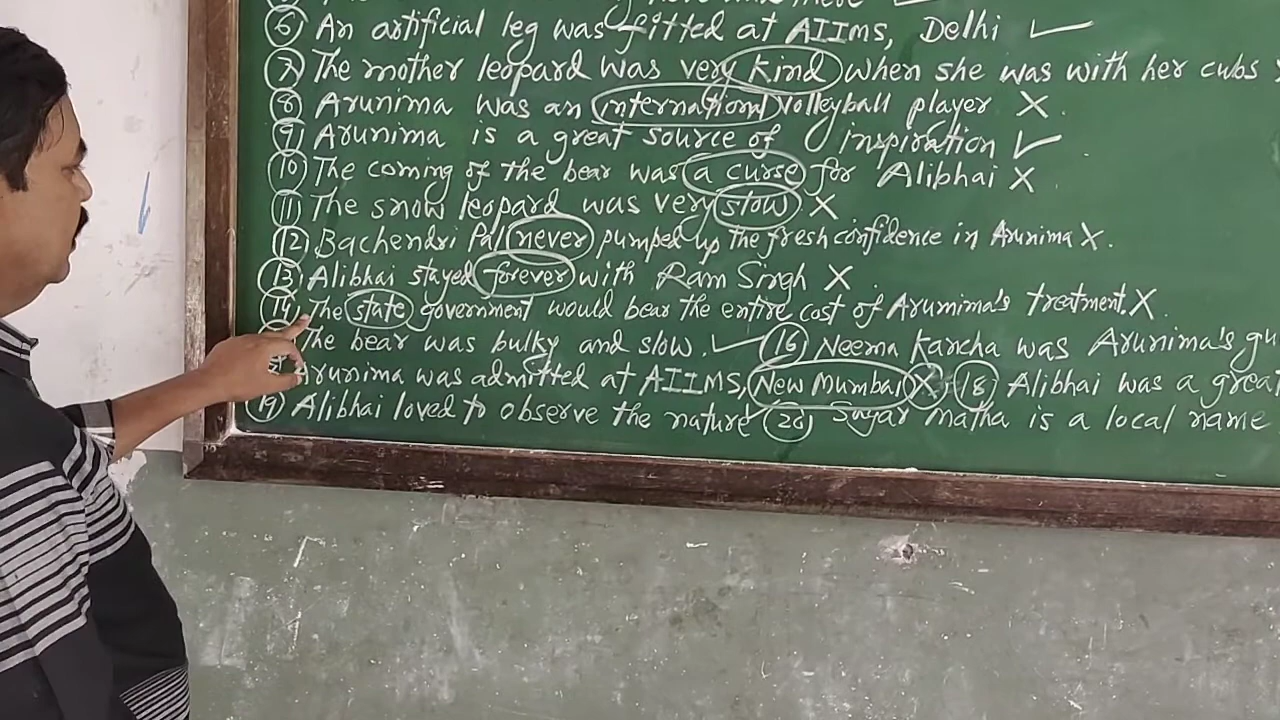 here and there ✓
(6) An artificial leg was fitted at AIIms, Delhi ✓
(7) The mother leopard was very kind when she was with her cubs
(8) Arunima was an international volleyball player X
(9) Arunima is a great source of inspiration ✓
(10) The coming of the bear was a curse for Alibhai X
(11) The snow leopard was very slow X
(12) Bachendri Pal never pumped up the fresh confidence in Arunima X.
(13) Alibhai stayed forever with Ram Singh X
(14) The state government would bear the entire cost of Arunima's treatment. X
The bear was bulky and slow. ✓ (16) Neema Kancha was Arunima's
Arunima was admitted at AIIMS, New Mumbai X (18) Alibhai was a
(19) Alibhai loved to observe the nature ✓ (20) Sagar matha is a local name